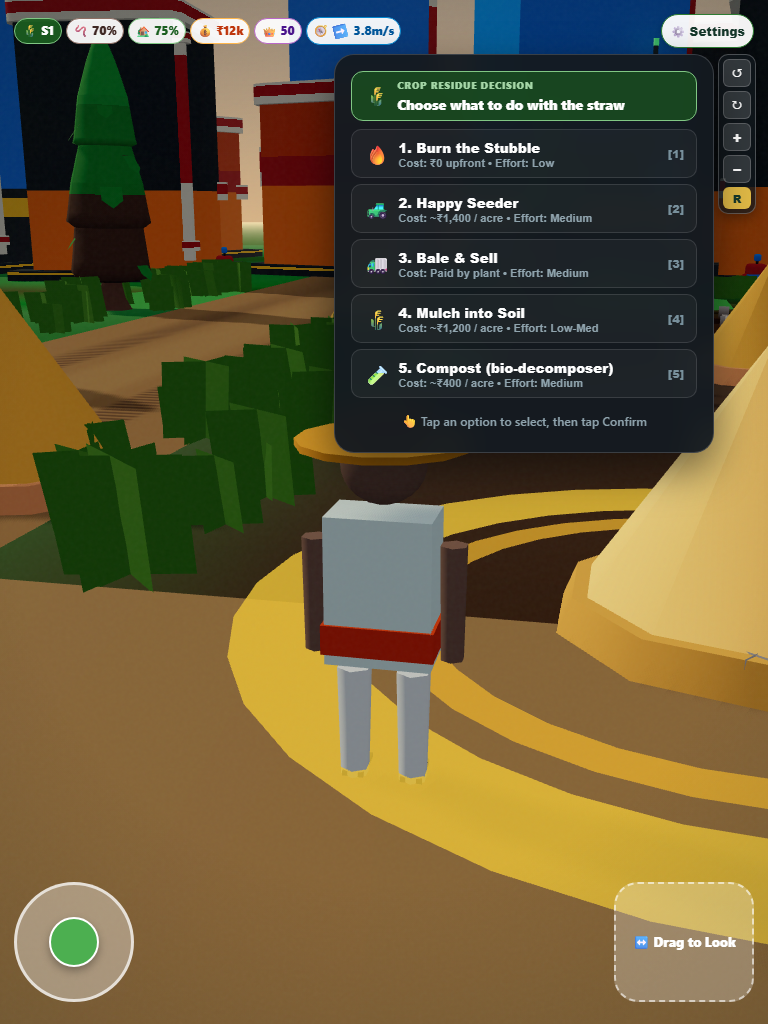 S1
70%
75%
₹12k
50
3.8m/s
Settings
CROP RESIDUE DECISION
Choose what to do with the straw
1. Burn the Stubble
Cost: ₹0 upfront • Effort: Low
[1]
2. Happy Seeder
Cost: ~₹1,400 / acre • Effort: Medium
[2]
3. Bale & Sell
Cost: Paid by plant • Effort: Medium
[3]
4. Mulch into Soil
Cost: ~₹1,200 / acre • Effort: Low-Med
[4]
5. Compost (bio-decomposer)
Cost: ~₹400 / acre • Effort: Medium
[5]
Tap an option to select, then tap Confirm
↺
↻
+
−
R
Drag to Look